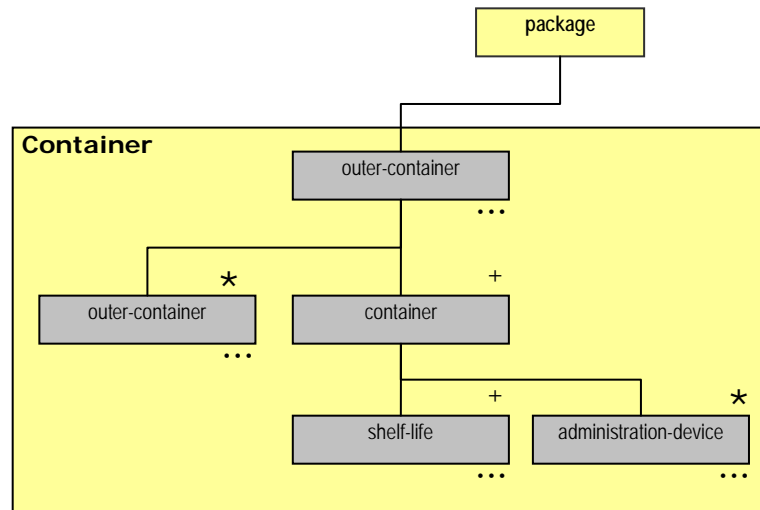 package
Container
outer-container
...
*
+
outer-container
container
...
+
*
shelf-life
administration-device
...
...